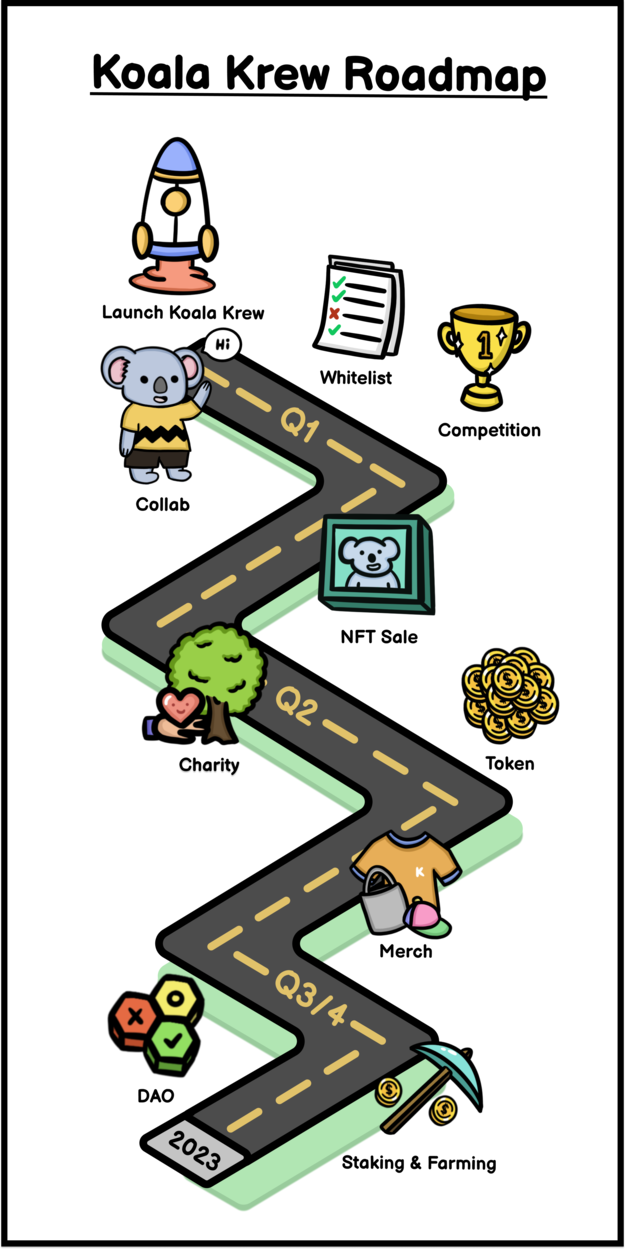 Koala Krew Roadmap
Launch Koala Krew
Hi
Whitelist
1
Competition
Q1
Collab
NFT Sale
Charity
Q2
Token
K
Merch
Q3/4
DAO
2023
Staking & Farming